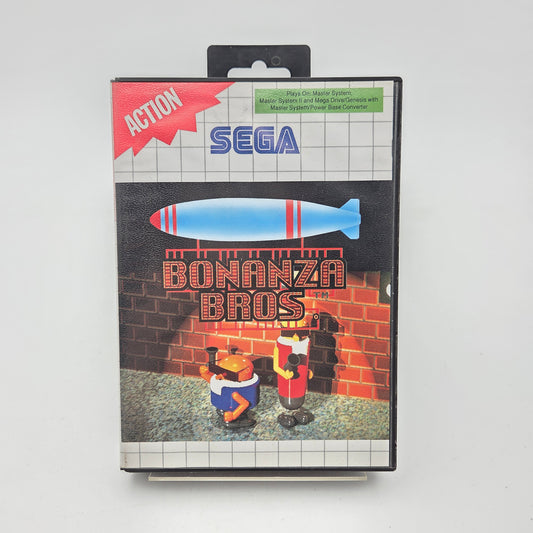 ACTION
Plays On: Master System,
Master System II and Mega Drive/Genesis with
Master System/Power Base Converter
SEGA
BONANZA
BROS.™